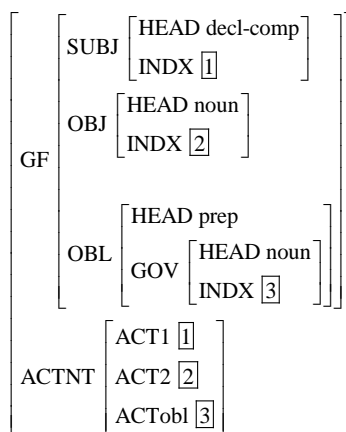 SUBJ HEAD decl-comp
INDX 1
OBJ HEAD noun
INDX 2
GF
OBL HEAD prep
GOV HEAD noun
INDX 3
ACTNT ACT1 1
ACT2 2
ACTobl 3